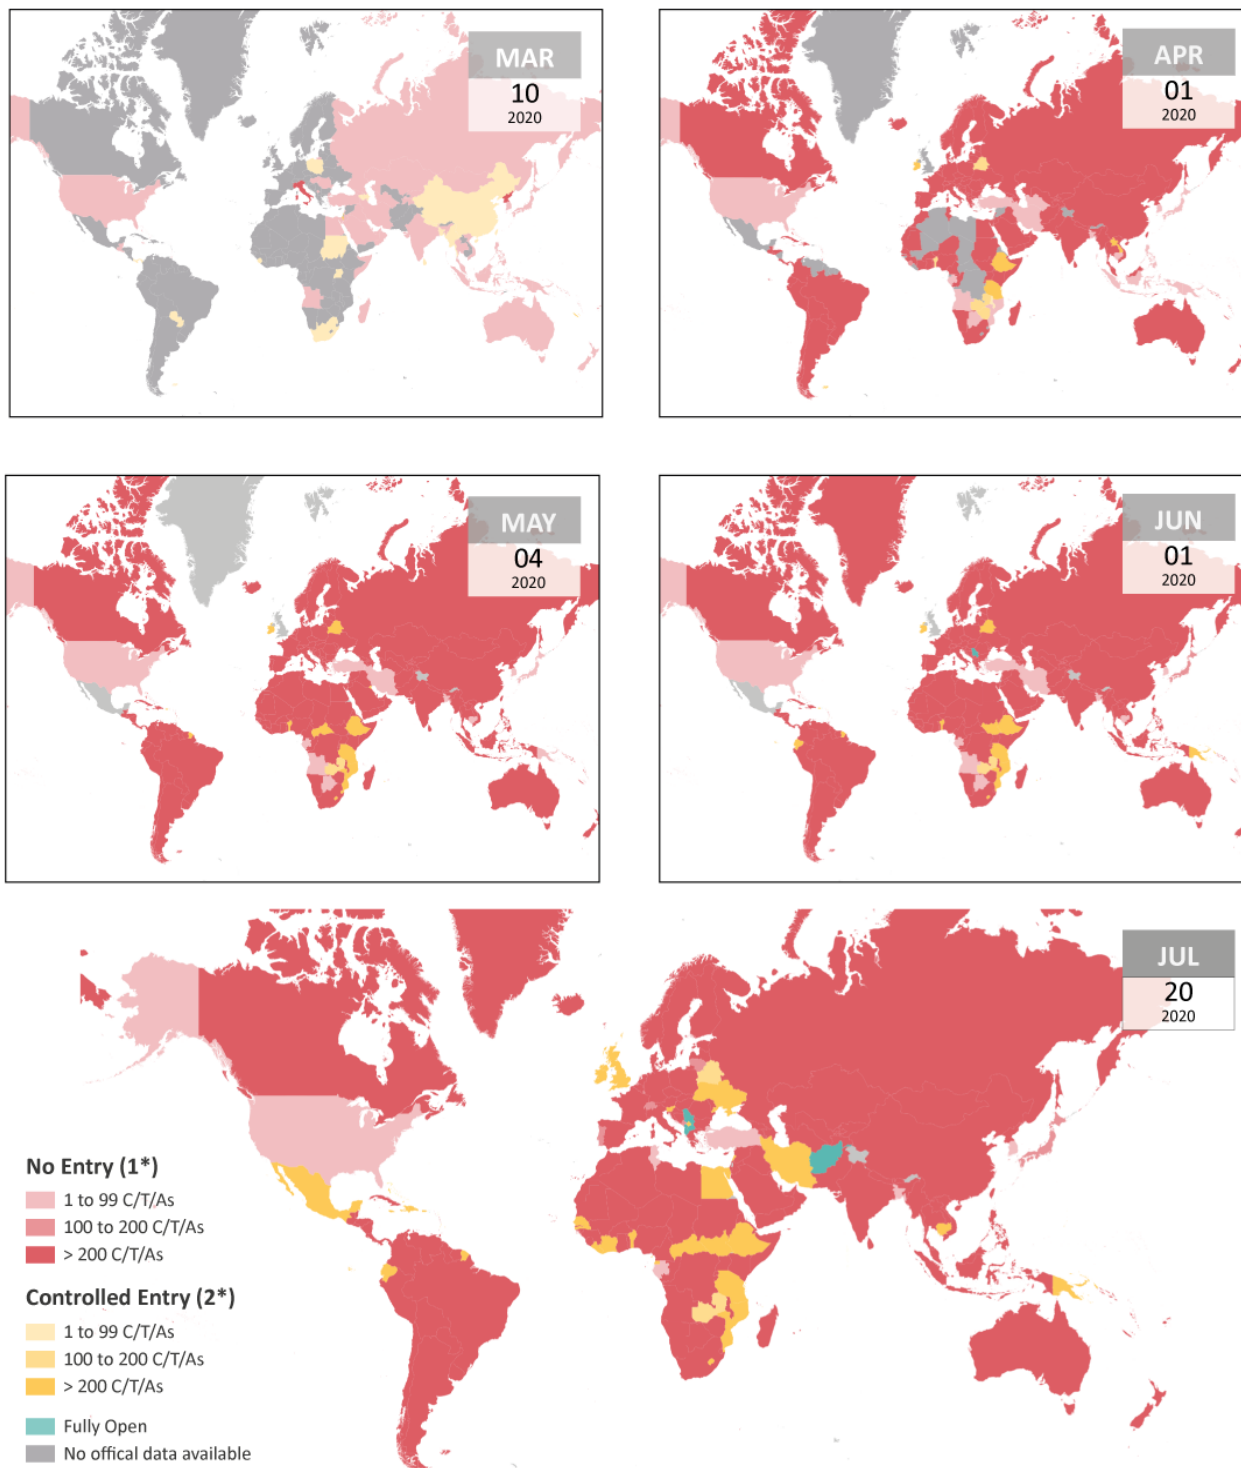 MAR
10
2020
APR
01
2020
MAY
04
2020
JUN
01
2020
JUL
20
2020
No Entry (1*)
1 to 99 C/T/As
100 to 200 C/T/As
> 200 C/T/As
Controlled Entry (2*)
1 to 99 C/T/As
100 to 200 C/T/As
> 200 C/T/As
Fully Open
No offical data available